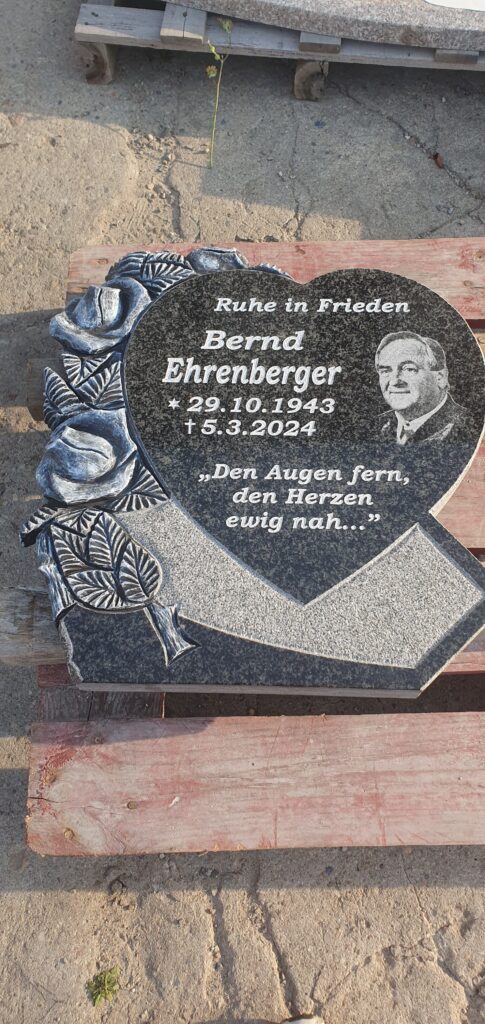 Ruhe in Frieden
Bernd
Ehrenberger
* 29.10.1943
† 5.3.2024
„Den Augen fern,
den Herzen
ewig nah...”